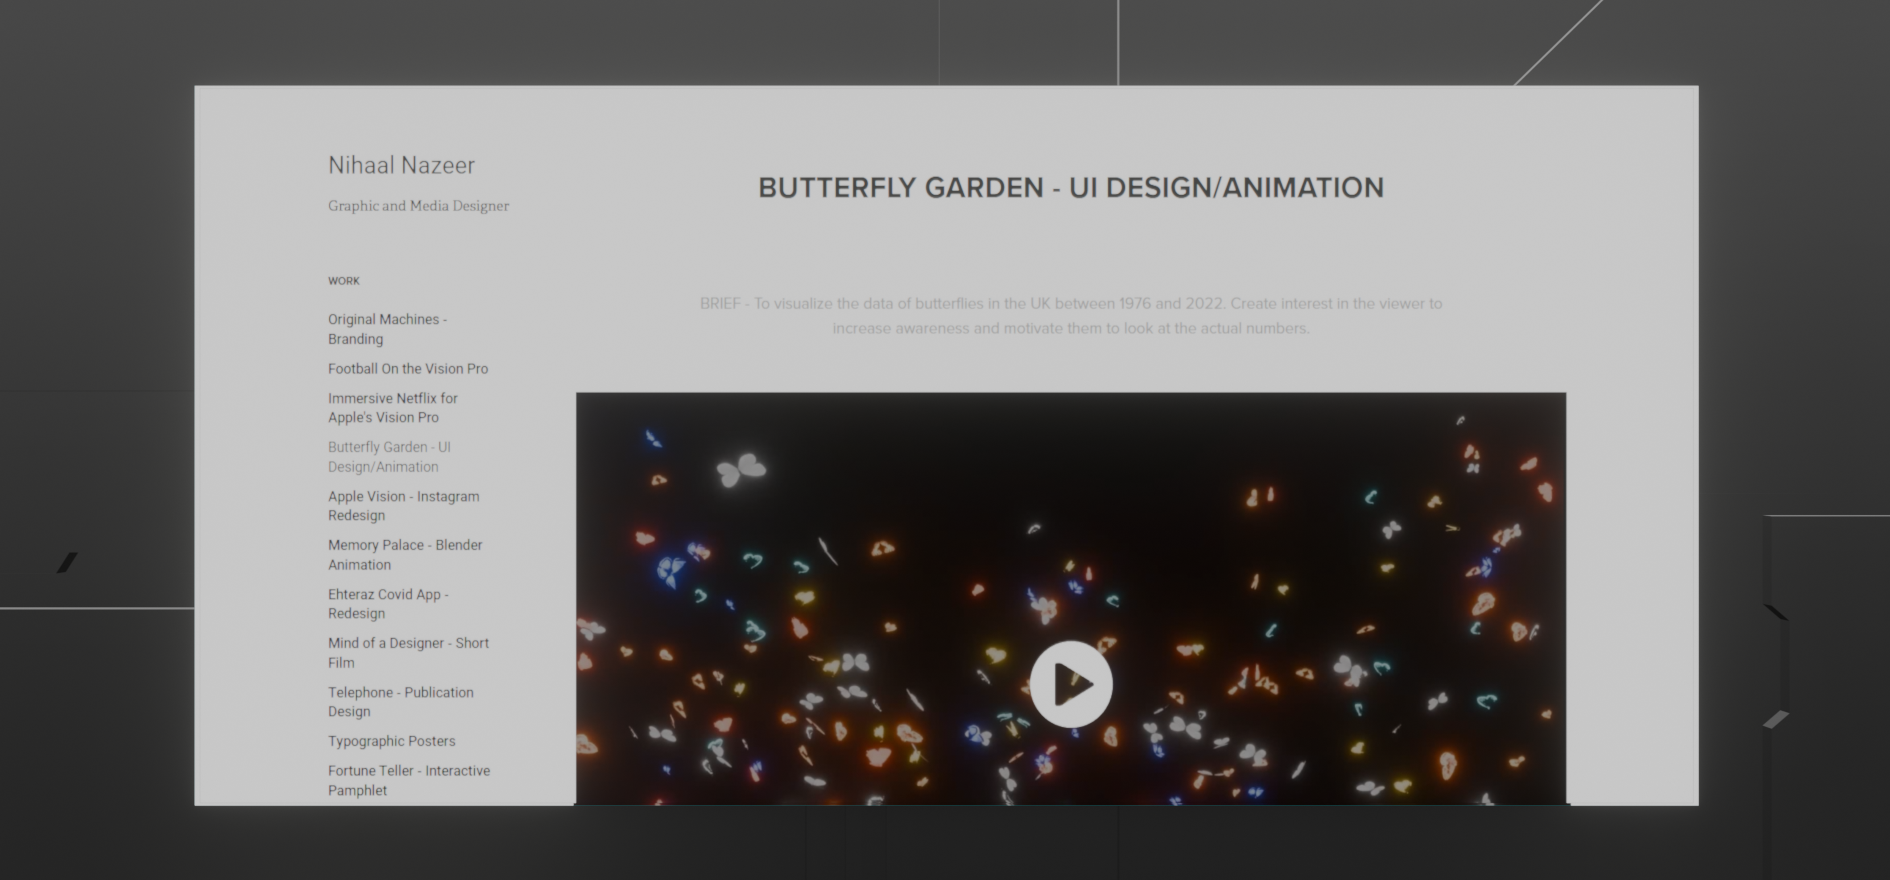 Nihaal Nazeer
Graphic and Media Designer
WORK
Original Machines -
Branding
Football On the Vision Pro
Immersive Netflix for
Apple's Vision Pro
Butterfly Garden - UI
Design/Animation
Apple Vision - Instagram
Redesign
Memory Palace - Blender
Animation
Ehteraz Covid App -
Redesign
Mind of a Designer - Short
Film
Telephone - Publication
Design
Typographic Posters
Fortune Teller - Interactive
Pamphlet
BUTTERFLY GARDEN - UI DESIGN/ANIMATION
BRIEF - To visualize the data of butterflies in the UK between 1976 and 2022. Create interest in the viewer to
increase awareness and motivate them to look at the actual numbers.